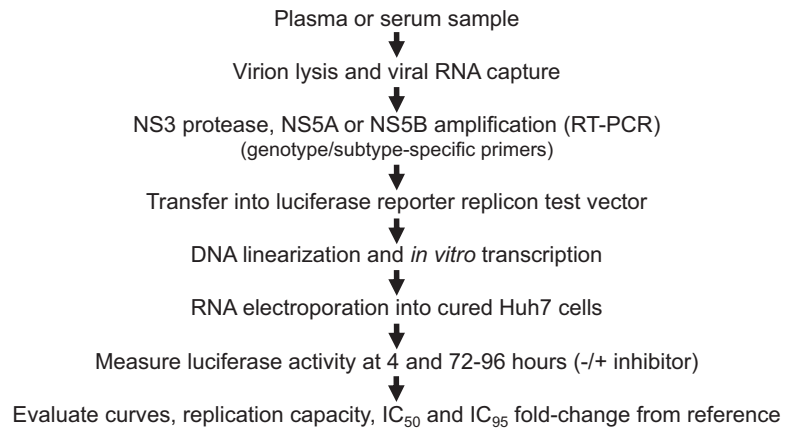 Plasma or serum sample
Virion lysis and viral RNA capture
NS3 protease, NS5A or NS5B amplification (RT-PCR)
(genotype/subtype-specific primers)
Transfer into luciferase reporter replicon test vector
DNA linearization and in vitro transcription
RNA electroporation into cured Huh7 cells
Measure luciferase activity at 4 and 72-96 hours (-/+ inhibitor)
Evaluate curves, replication capacity, IC50 and IC95 fold-change from reference